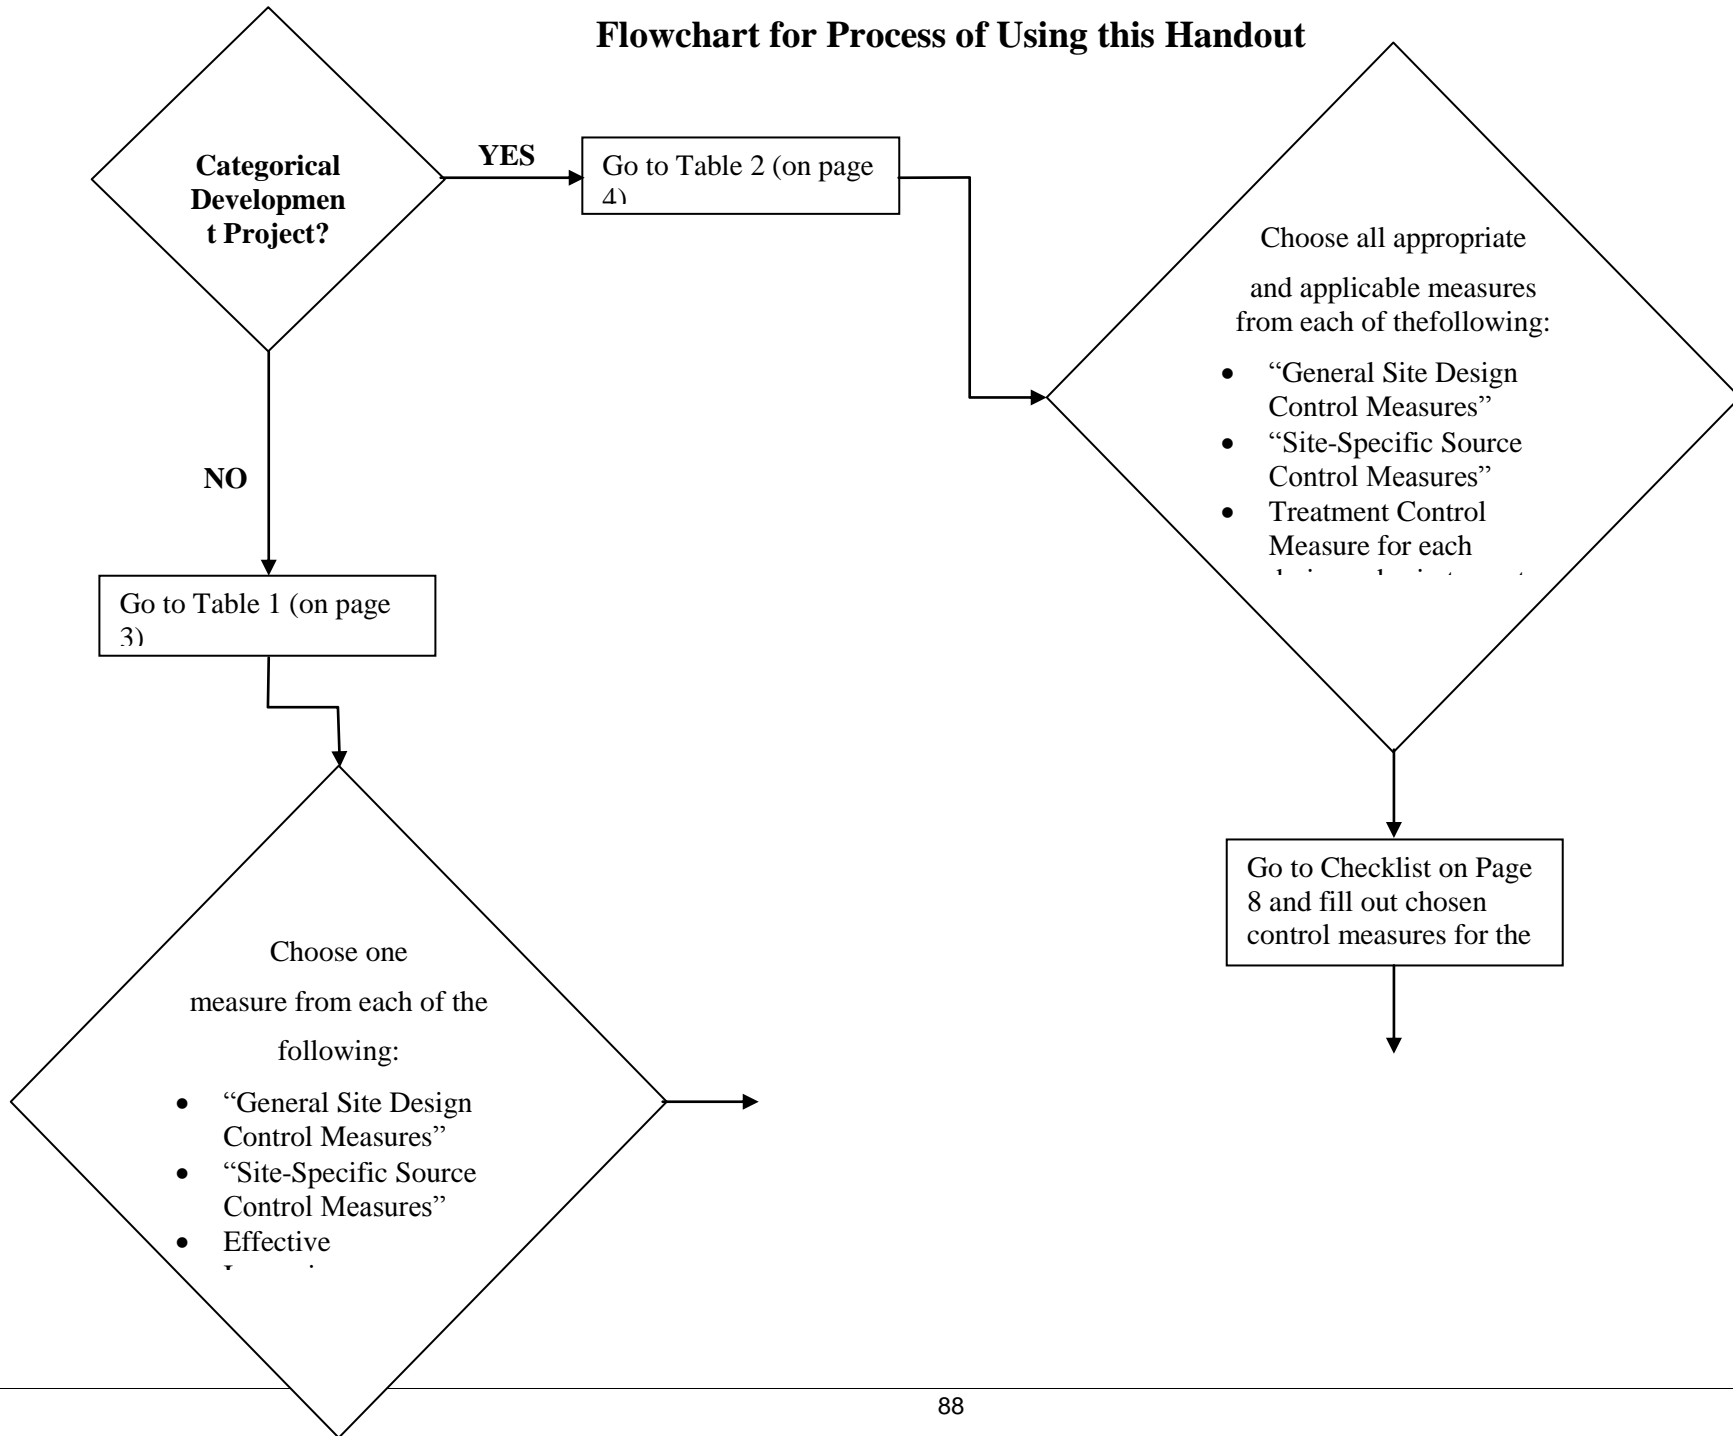 Flowchart for Process of Using this Handout
Categorical
Developmen
t Project?
YES
Go to Table 2 (on page
4)
Choose all appropriate
and applicable measures
from each of thefollowing:
• “General Site Design
Control Measures”
• “Site-Specific Source
Control Measures”
• Treatment Control
Measure for each
NO
Go to Table 1 (on page
3)
Go to Checklist on Page
8 and fill out chosen
control measures for the
Choose one
measure from each of the
following:
• “General Site Design
Control Measures”
• “Site-Specific Source
Control Measures”
• Effective
88